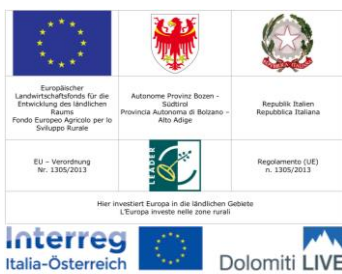 Europäischer
Landwirtschaftsfonds für die
Entwicklung des ländlichen
Raums
Fondo Europeo Agricolo per lo
Sviluppo Rurale
Autonome Provinz Bozen -
Südtirol
Provincia Autonoma di Bolzano –
Alto Adige
Republik Italien
Repubblica Italiana
EU – Verordnung
Nr. 1305/2013
LEADER
Regolamento (UE)
n. 1305/2013
Hier investiert Europa in die ländlichen Gebiete
L'Europa investe nelle zone rurali
Interreg
Italia-Österreich
Dolomiti LIVE